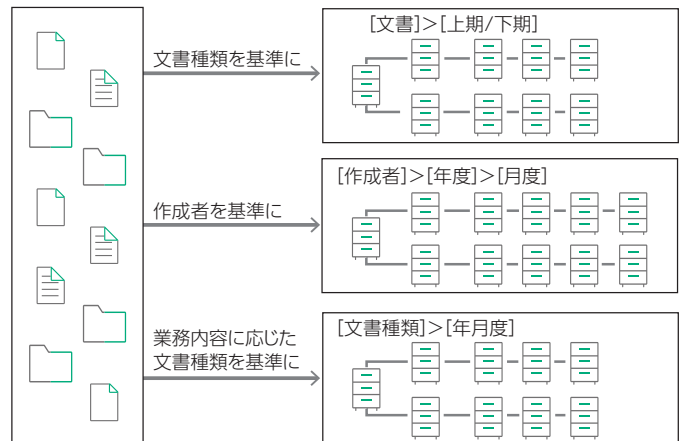 [文書]＞[上期/下期]
文書種類を基準に
[作成者]＞[年度]＞[月度]
作成者を基準に
[文書種類]＞[年月度]
業務内容に応じた
文書種類を基準に